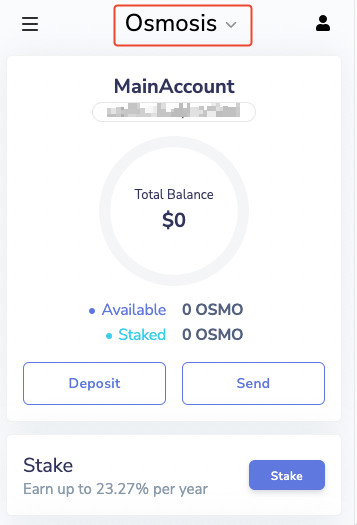 Osmosis
MainAccount
Total Balance
$0
Available 0 OSMO
Staked 0 OSMO
Deposit Send
Stake
Earn up to 23.27% per year
Stake